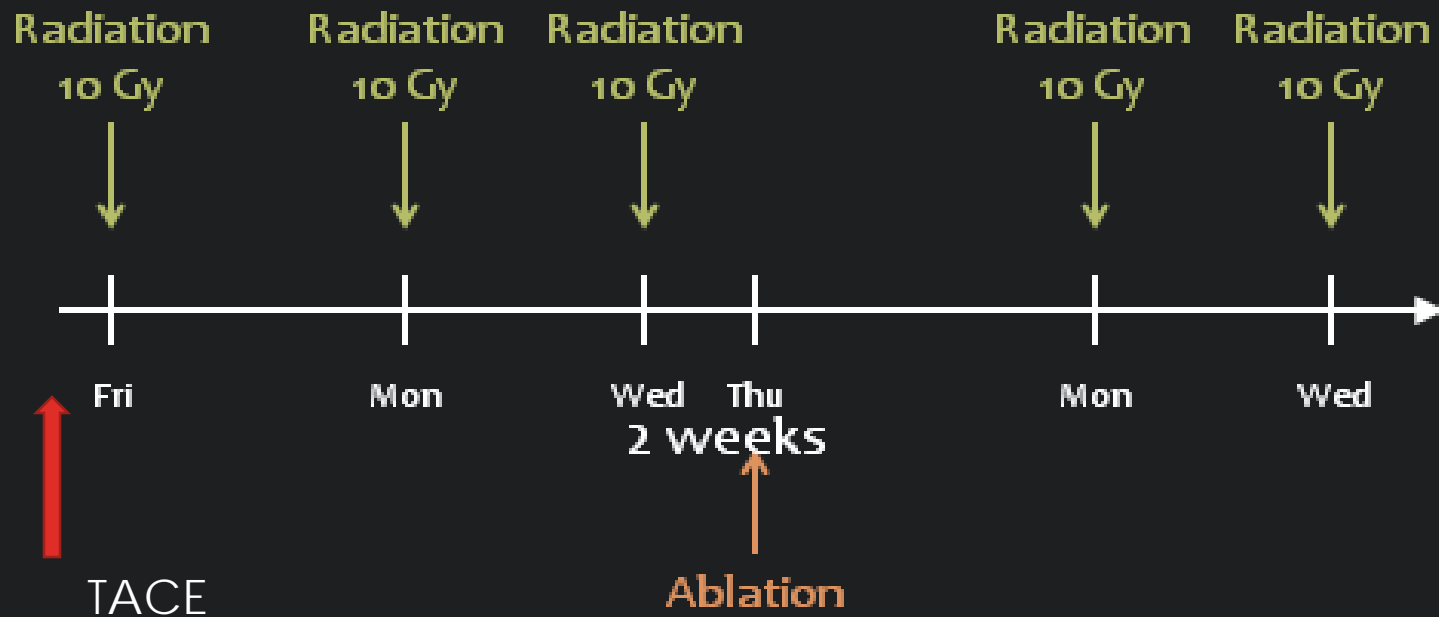 Radiation Radiation Radiation Radiation Radiation
10 Gy 10 Gy 10 Gy 10 Gy 10 Gy
Fri Mon Wed Thu Mon Wed
2 weeks
TACE Ablation